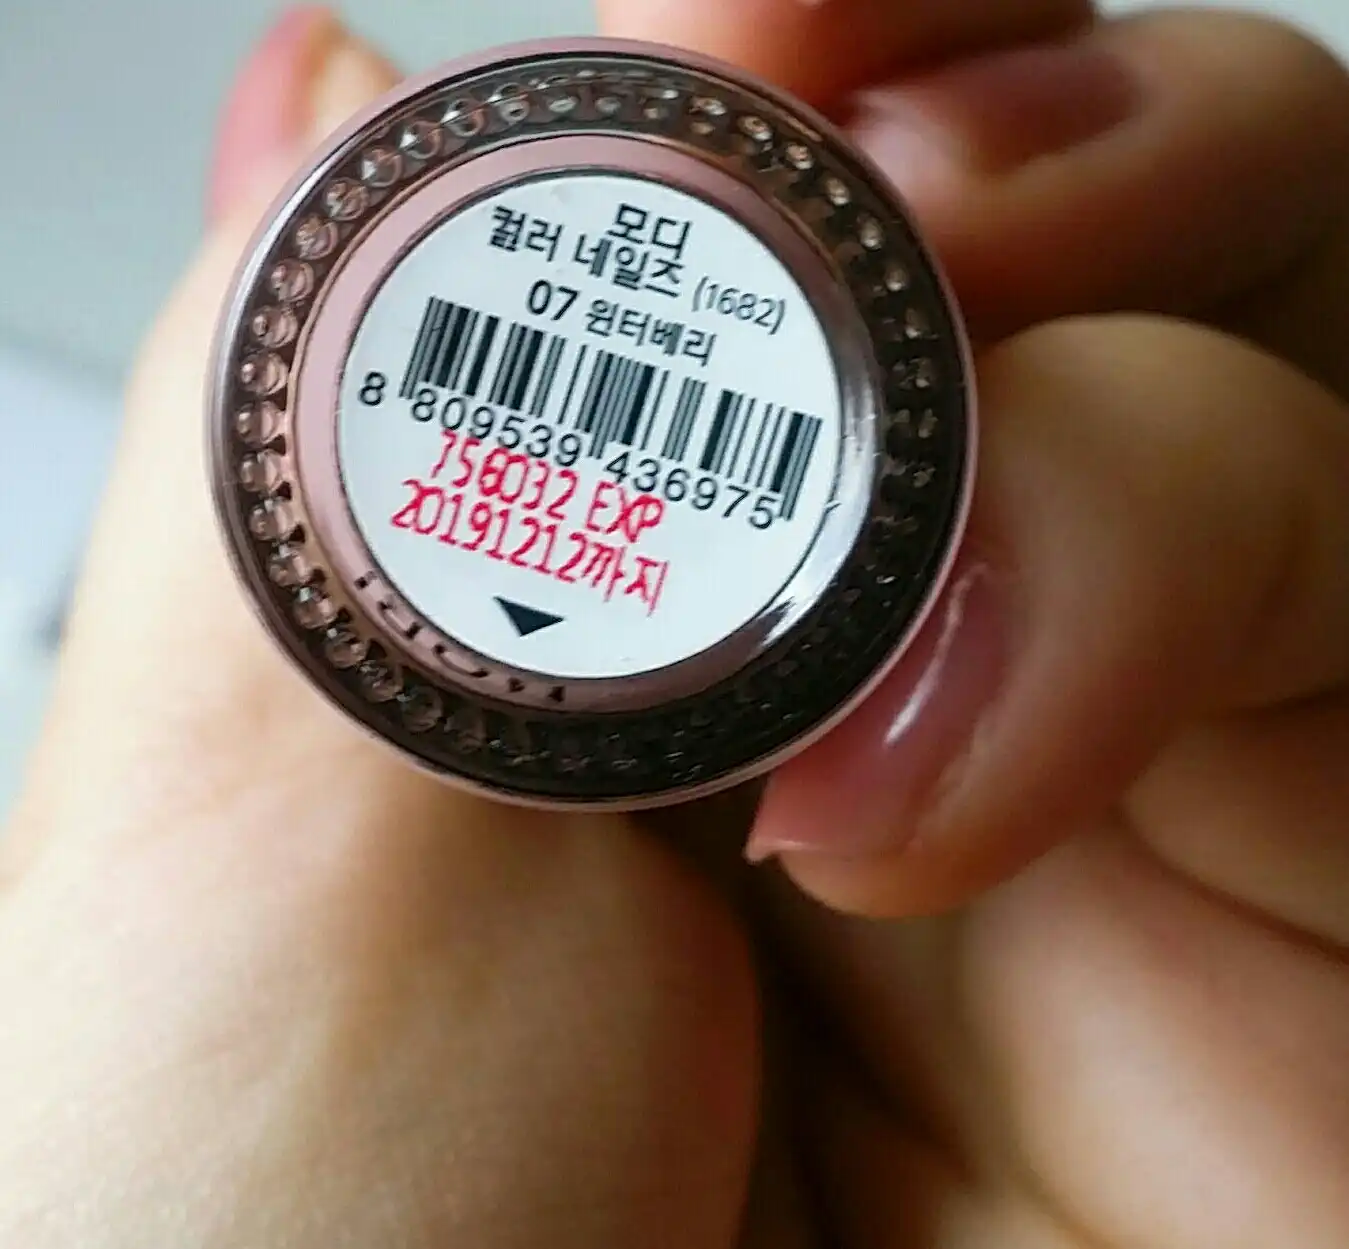 모디
컬러 네일즈 (1682)
07 윈터베리
8 809539 436975
758032 EXP
20191212까지